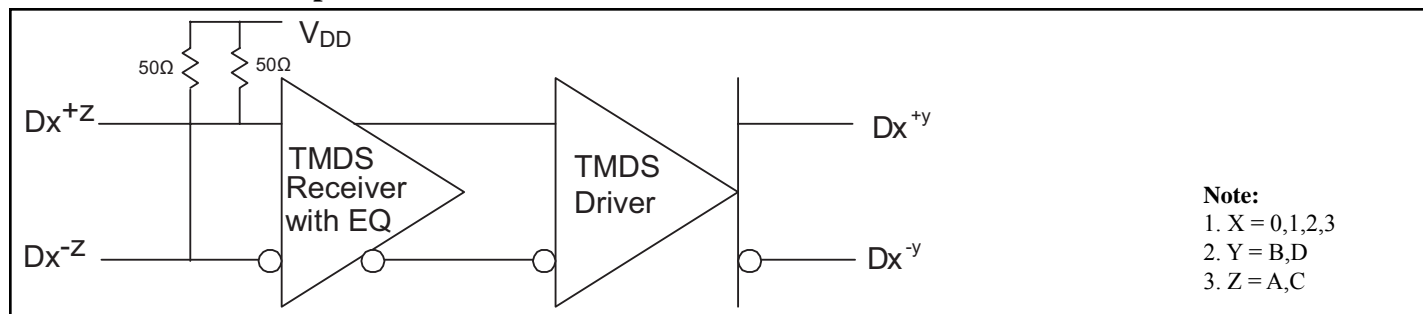 V_DD
50Ω
50Ω
Dx^+z
TMDS
Receiver
with EQ
TMDS
Driver
Dx^+y
Dx^-z
Dx^-y
Note:
1. X = 0,1,2,3
2. Y = B,D
3. Z = A,C